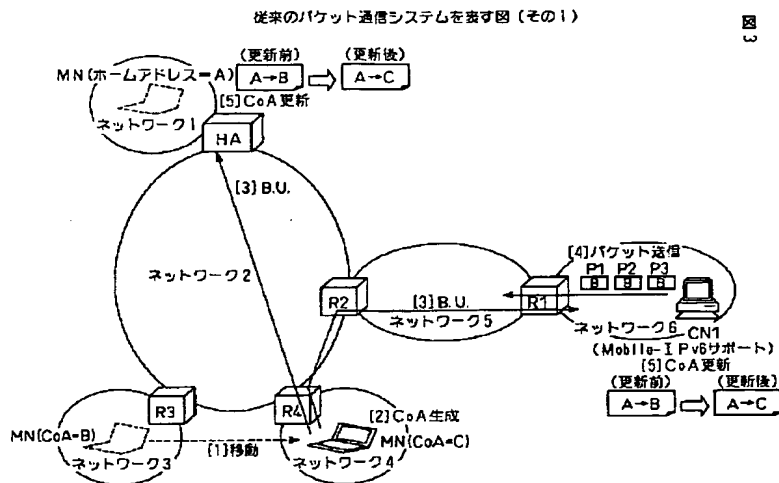 従来のパケット通信システムを表す図(その1)
図3
(更新前)
(更新後)
MN(ホームアドレス=A)
A→B
A→C
[5]CoA更新
ネットワーク1
HA
[3]B.U.
ネットワーク2
[4]パケット送信
P1 P2 P3
B B B
R2
[3]B.U.
R1
ネットワーク5
ネットワーク6
CN1
(Mobile-IPv6サポート)
[5]CoA更新
(更新前)
(更新後)
A→B
A→C
R3
R4
[2]CoA生成
MN(CoA=B)
MN(CoA=C)
[1]移動
ネットワーク3
ネットワーク4